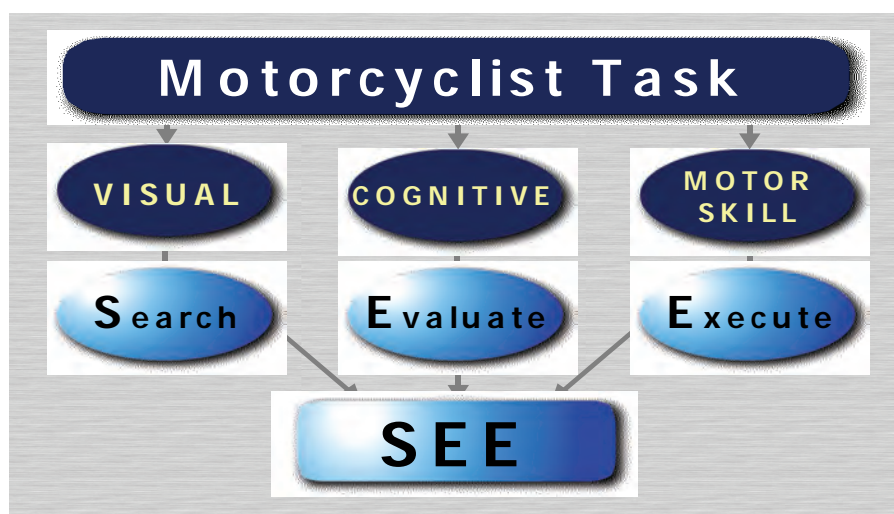 Motorcyclist Task
VISUAL
COGNITIVE
MOTOR
SKILL
Search
Evaluate
Execute
SEE